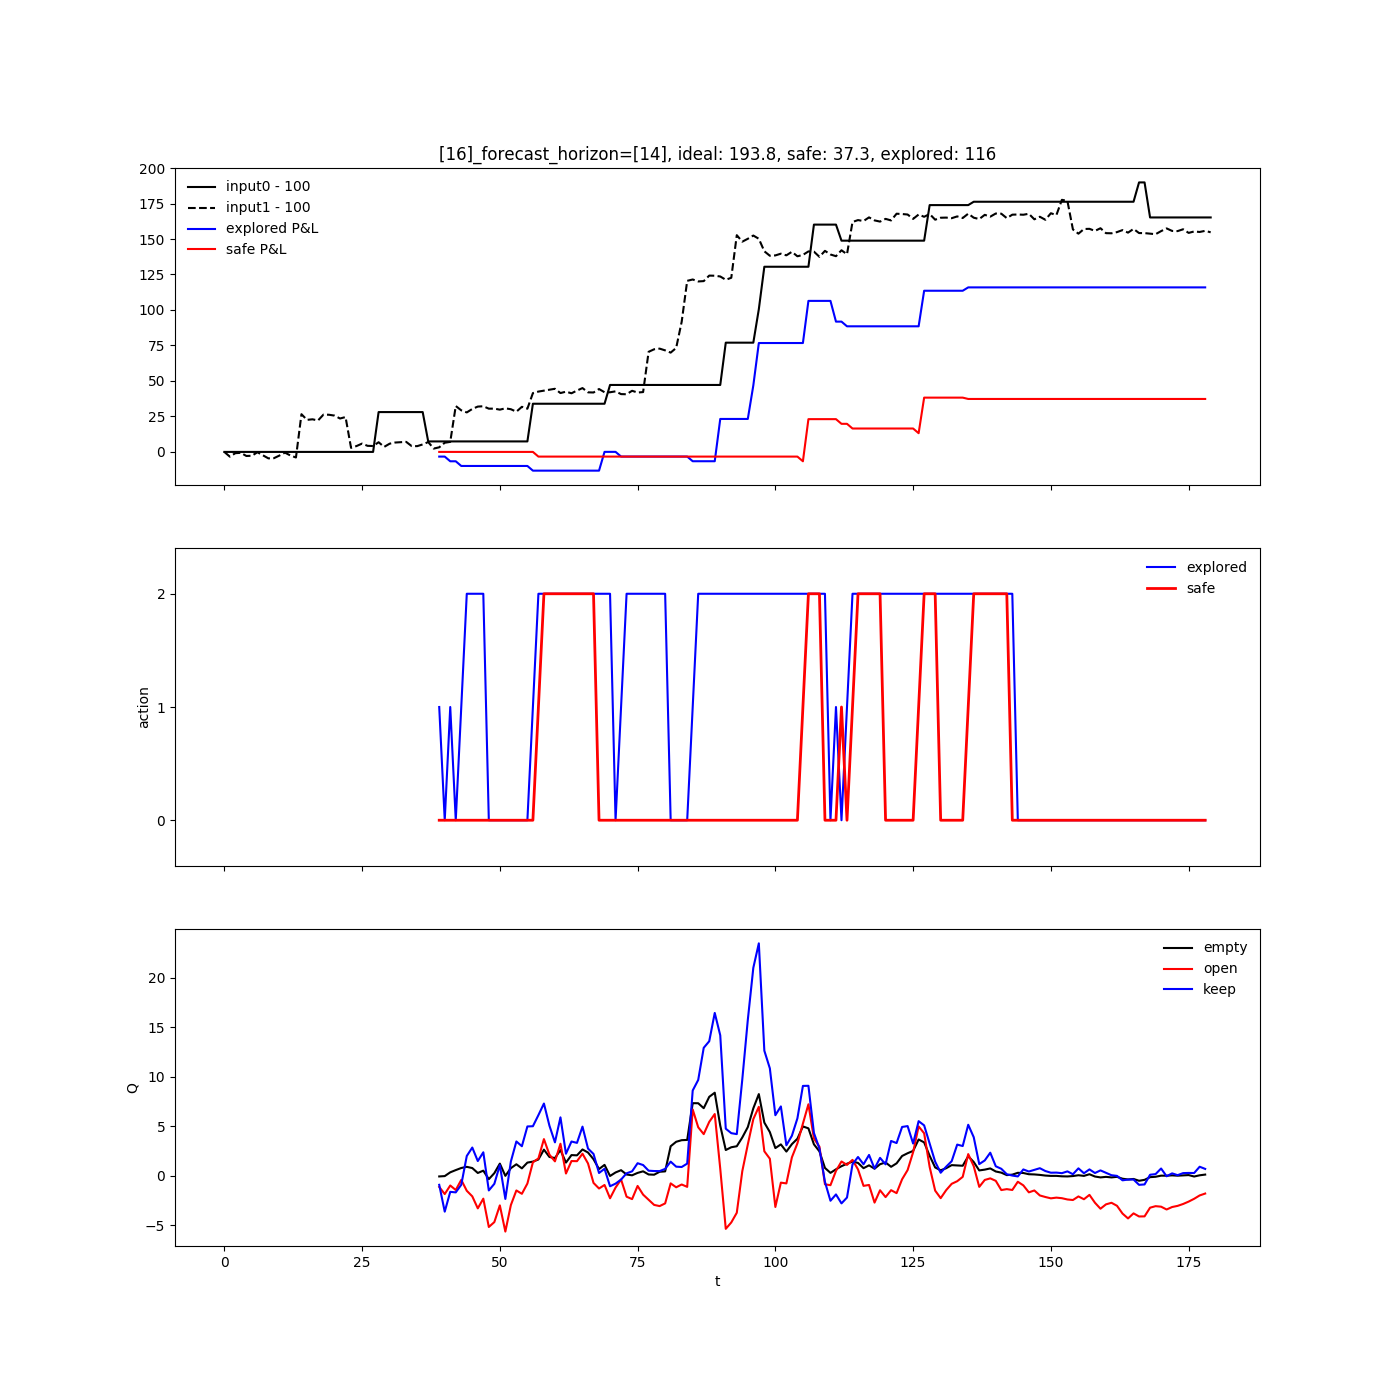 [16]_forecast_horizon=[14], ideal: 193.8, safe: 37.3, explored: 116
200
175
150
125
100
75
50
25
0
input0 - 100
input1 - 100
explored P&L
safe P&L
action
2
1
0
explored
safe
Q
20
15
10
5
0
−5
empty
open
keep
0 25 50 75 100 125 150 175
t